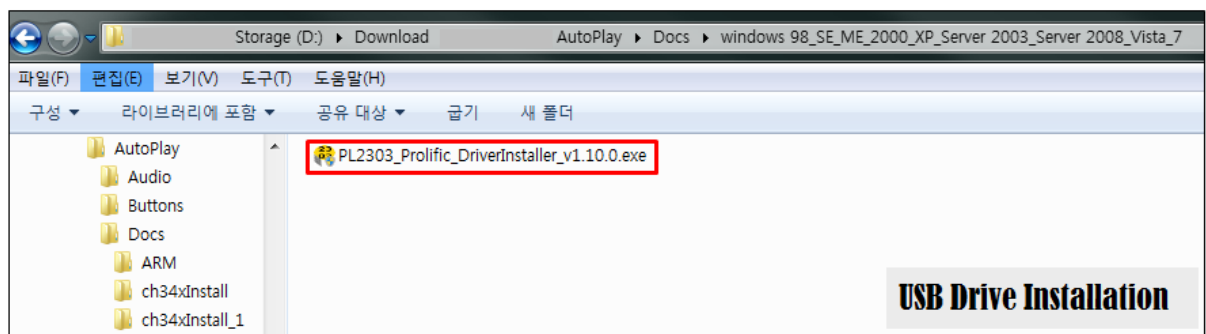 Storage (D:) ▸ Download AutoPlay ▸ Docs ▸ windows 98_SE_ME_2000_XP_Server 2003_Server 2008_Vista_7
파일(F) 편집(E) 보기(V) 도구(T) 도움말(H)
구성 ▼ 라이브러리에 포함 ▼ 공유 대상 ▼ 굽기 새 폴더
AutoPlay
PL2303_Prolific_DriverInstaller_v1.10.0.exe
Audio
Buttons
Docs
ARM
ch34xInstall
ch34xInstall_1
USB Drive Installation